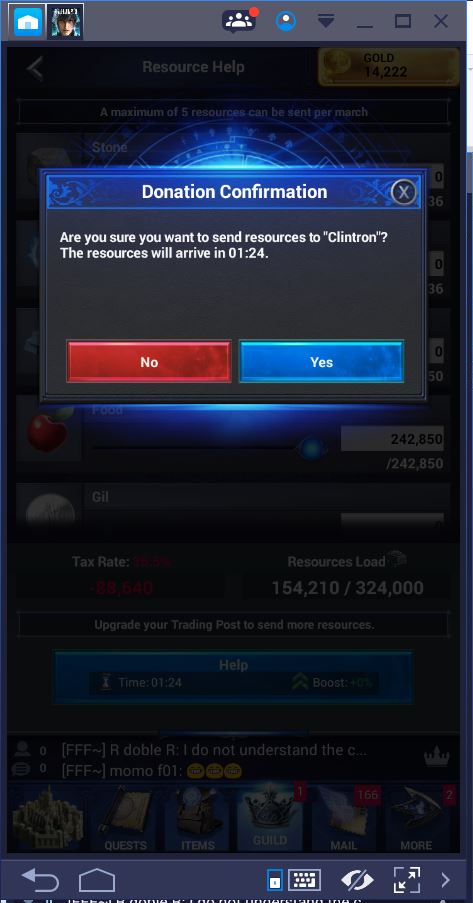 Resource Help
GOLD
14,222
A maximum of 5 resources can be sent per march
Stone
0
36
Donation Confirmation
X
Are you sure you want to send resources to "Clintron"?
The resources will arrive in 01:24.
0
36
No
Yes
0
50
Food
242,850
/242,850
Gil
Tax Rate: 36.5%
Resources Load
-88,640
154,210 / 324,000
Upgrade your Trading Post to send more resources.
Help
Time: 01:24
Boost: +0%
0 [FFF~] R doble R: I do not understand the c...
0 [FFF~] momo f01: 😂😂😂
1
166
2
QUESTS
ITEMS
GUILD
MAIL
MORE